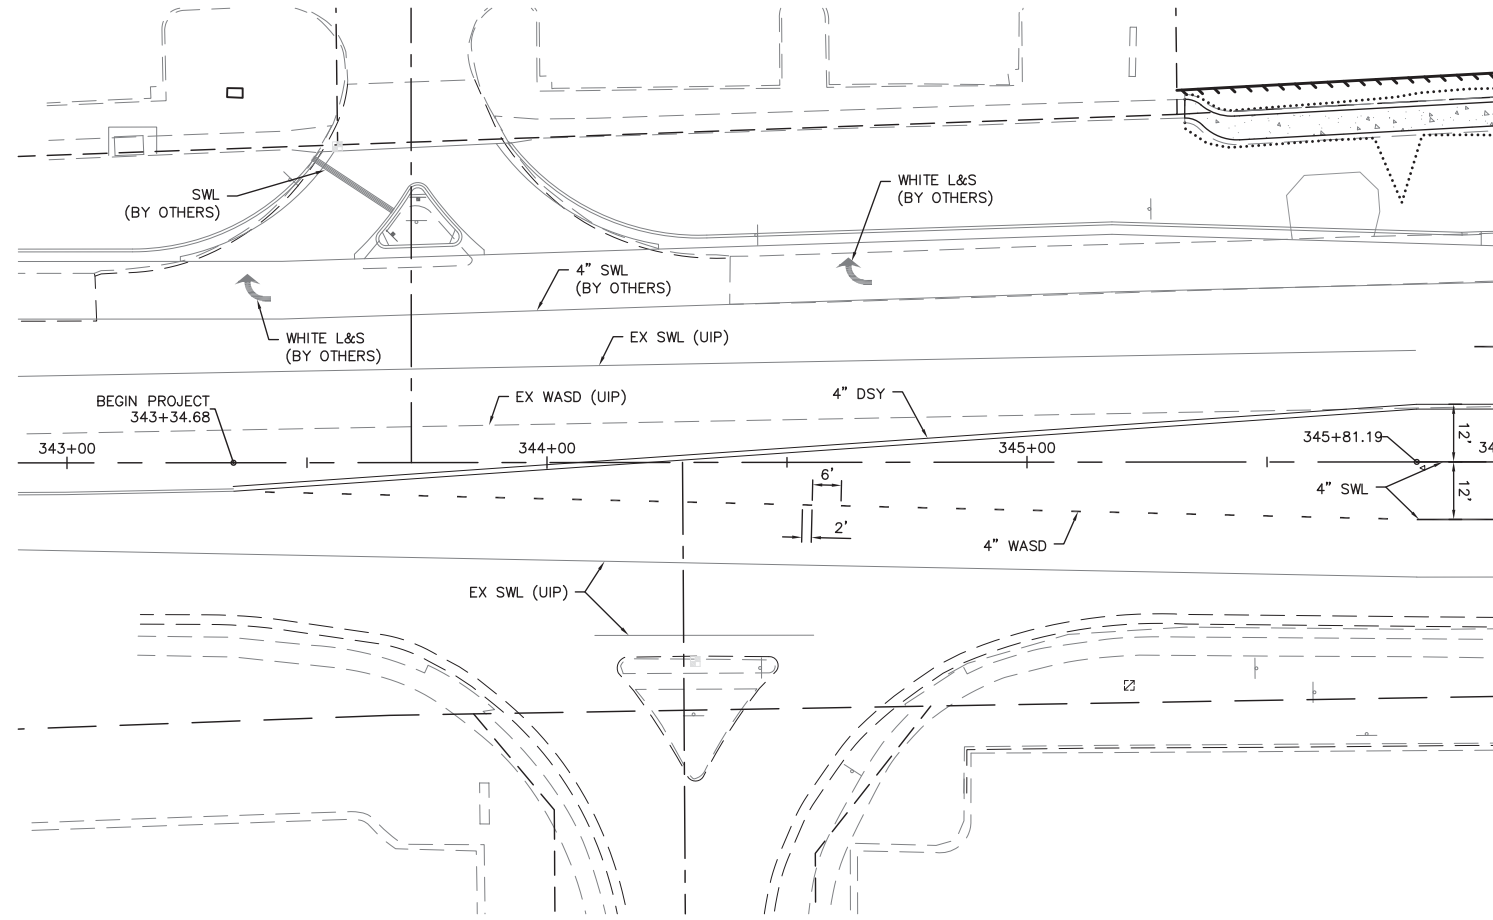 SWL
(BY OTHERS)
WHITE L&S
(BY OTHERS)
4" SWL
(BY OTHERS)
WHITE L&S
(BY OTHERS)
EX SWL (UIP)
EX WASD (UIP)
4" DSY
BEGIN PROJECT
343+34.68
343+00
344+00
345+00
345+81.19
34
12'
12'
4" SWL
6'
2'
4" WASD
EX SWL (UIP)